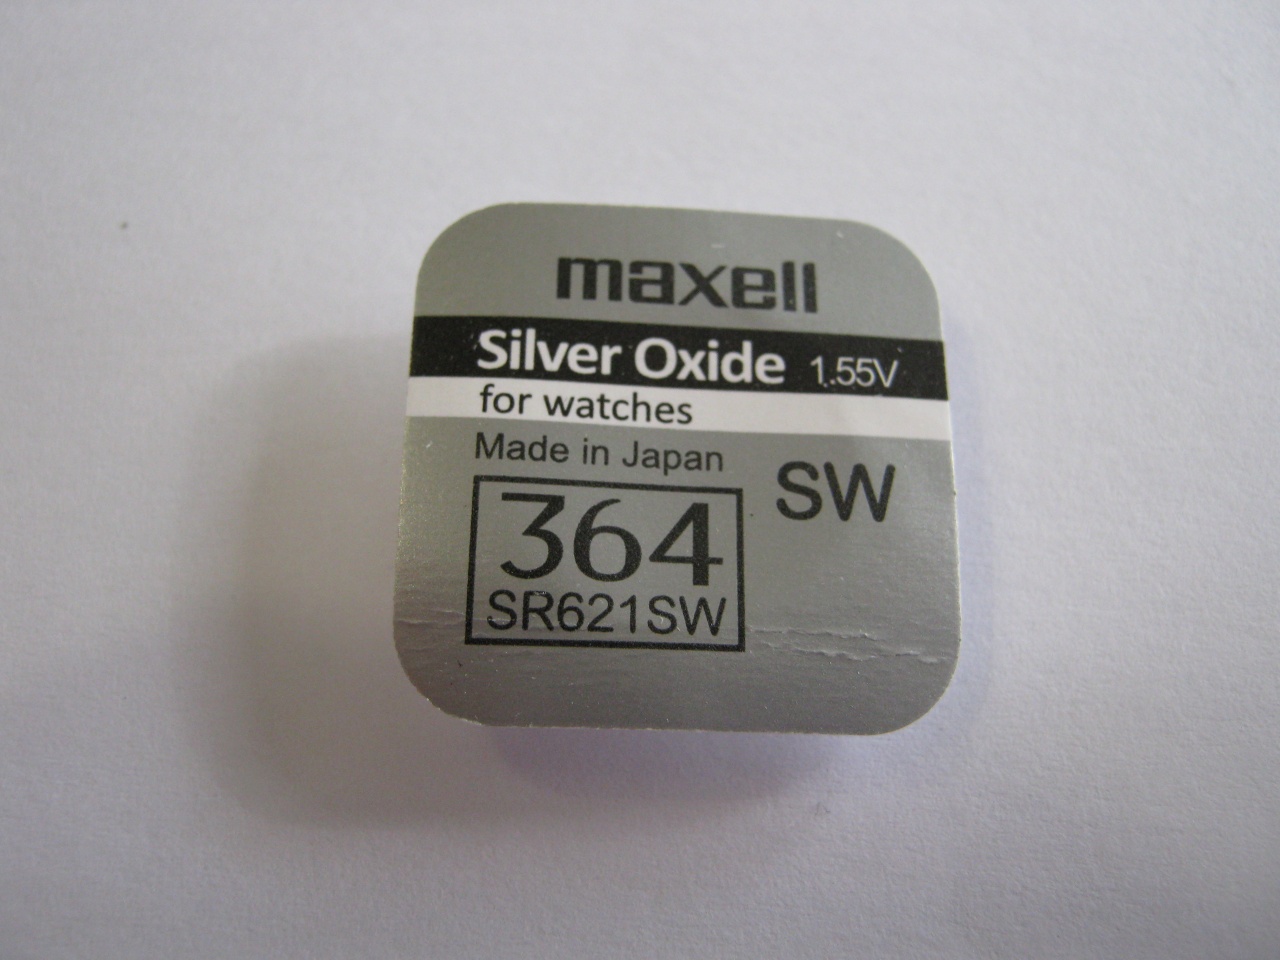 maxell
Silver Oxide 1.55V
for watches
Made in Japan
SW
364
SR621SW